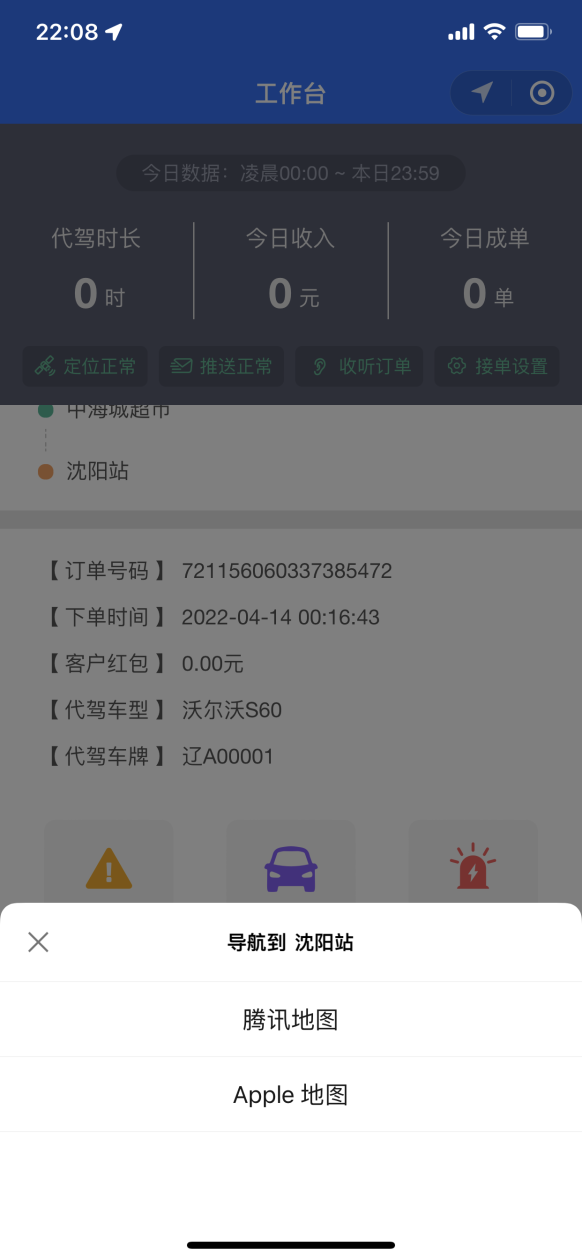 22:08
工作台
今日数据：凌晨00:00 ~ 本日23:59
代驾时长 今日收入 今日成单
0 时 0 元 0 单
定位正常 推送正常 收听订单 接单设置
中海城超市
沈阳站
【 订单号码 】 721156060337385472
【 下单时间 】 2022-04-14 00:16:43
【 客户红包 】 0.00元
【 代驾车型 】 沃尔沃S60
【 代驾车牌 】 辽A00001
导航到 沈阳站
腾讯地图
Apple 地图